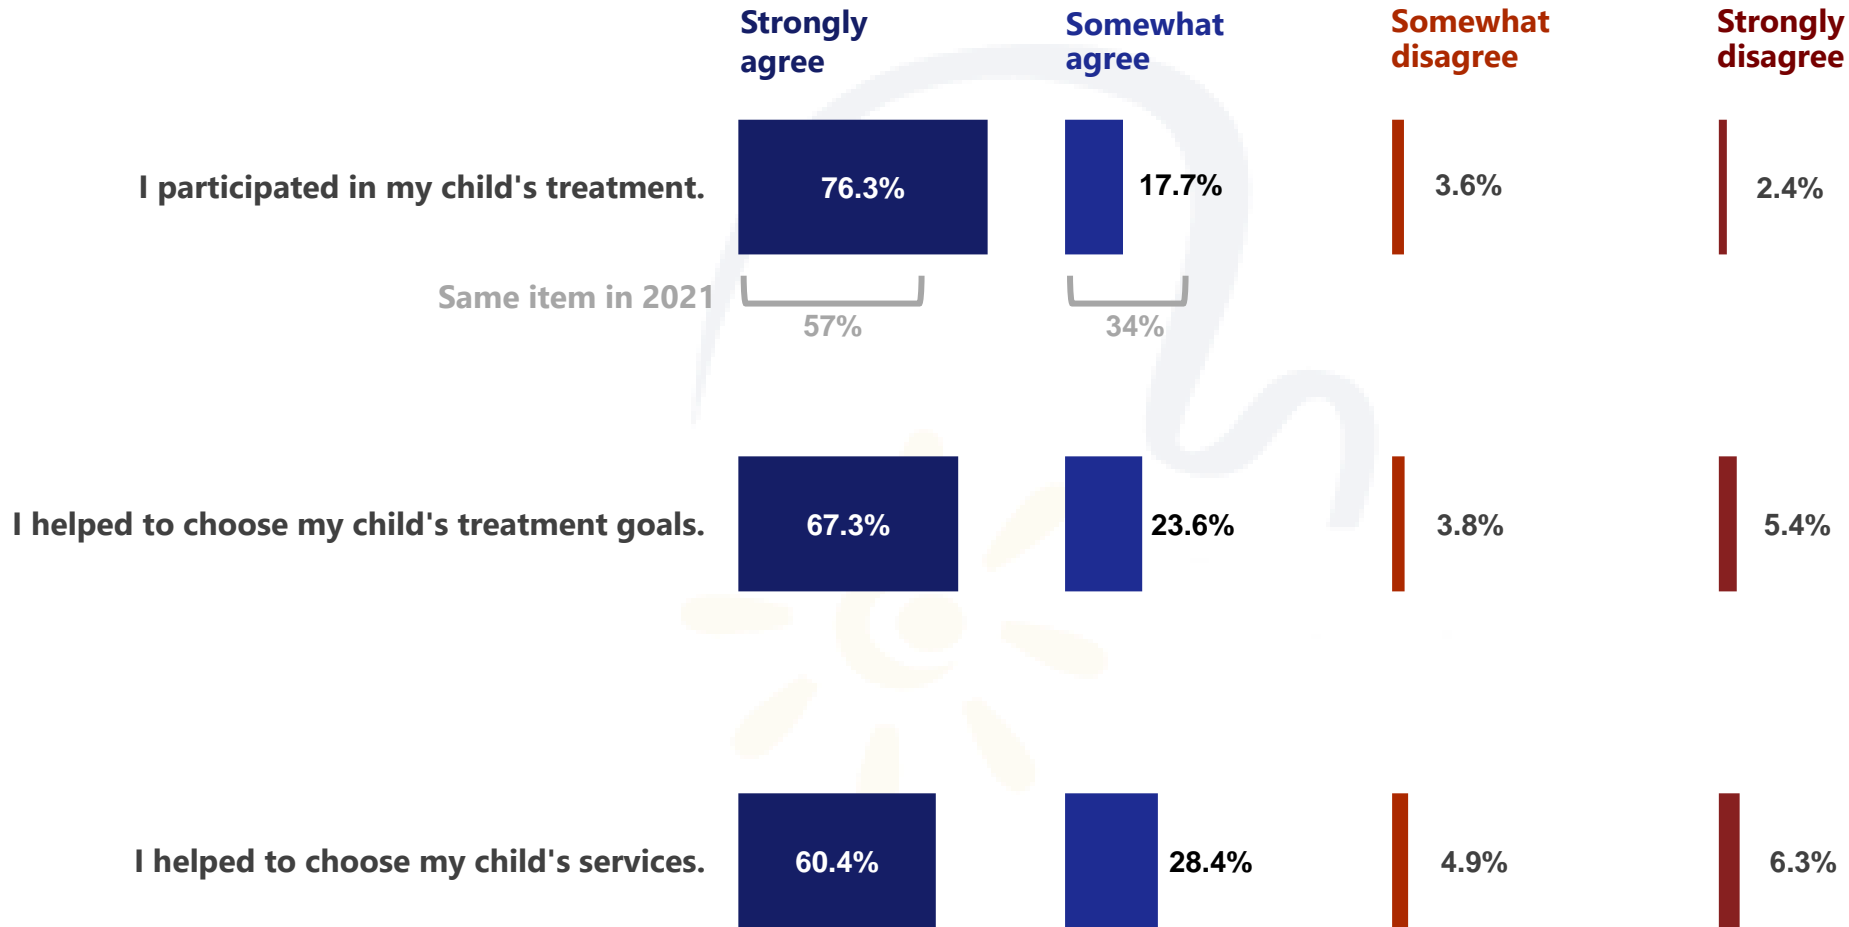 Strongly
agree
Somewhat
agree
Somewhat
disagree
Strongly
disagree
I participated in my child's treatment.
76.3%
17.7%
3.6%
2.4%
Same item in 2021
57%
34%
I helped to choose my child's treatment goals.
67.3%
23.6%
3.8%
5.4%
I helped to choose my child's services.
60.4%
28.4%
4.9%
6.3%